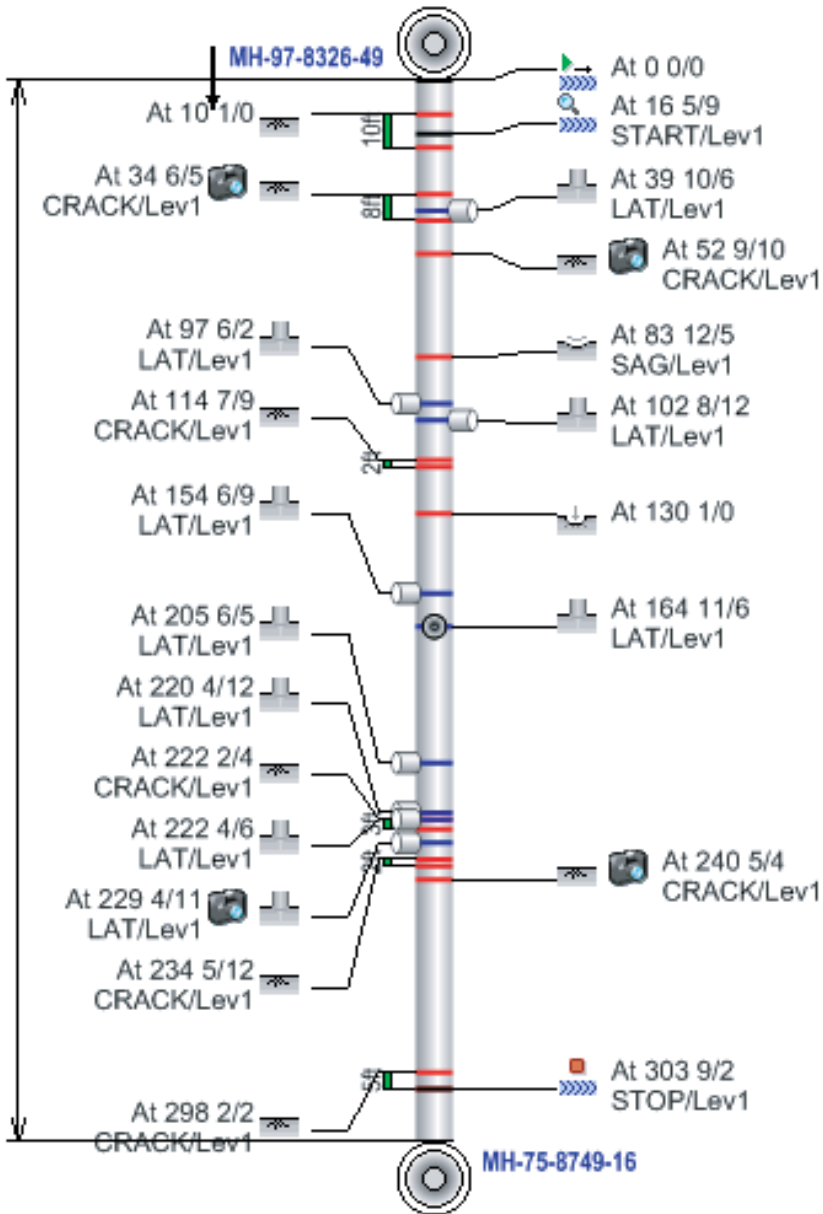 MH-97-8326-49
At 0 0/0
At 10 1/0
10ft
At 16 5/9
START/Lev1
At 34 6/5
CRACK/Lev1
8ft
At 39 10/6
LAT/Lev1
At 52 9/10
CRACK/Lev1
At 97 6/2
LAT/Lev1
At 83 12/5
SAG/Lev1
At 114 7/9
CRACK/Lev1
2ft
At 102 8/12
LAT/Lev1
At 154 6/9
LAT/Lev1
At 130 1/0
At 205 6/5
LAT/Lev1
At 164 11/6
LAT/Lev1
At 220 4/12
LAT/Lev1
At 222 2/4
CRACK/Lev1
3ft
At 222 4/6
LAT/Lev1
At 229 4/11
LAT/Lev1
At 240 5/4
CRACK/Lev1
At 234 5/12
CRACK/Lev1
5ft
At 303 9/2
STOP/Lev1
At 298 2/2
CRACK/Lev1
MH-75-8749-16